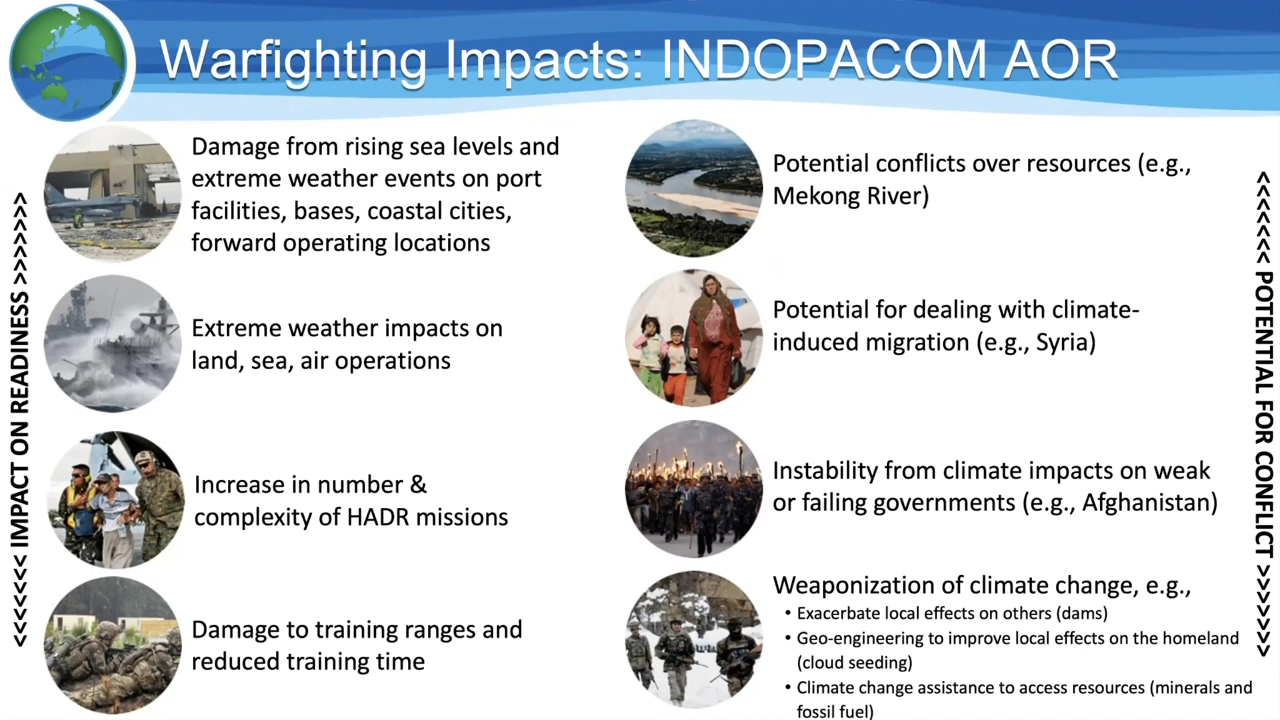 Warfighting Impacts: INDOPACOM AOR
<<<<<<< IMPACT ON READINESS >>>>>>>
Damage from rising sea levels and
extreme weather events on port
facilities, bases, coastal cities,
forward operating locations
Extreme weather impacts on
land, sea, air operations
Increase in number &
complexity of HADR missions
Damage to training ranges and
reduced training time
Potential conflicts over resources (e.g.,
Mekong River)
Potential for dealing with climate-
induced migration (e.g., Syria)
Instability from climate impacts on weak
or failing governments (e.g., Afghanistan)
Weaponization of climate change, e.g.,
• Exacerbate local effects on others (dams)
• Geo-engineering to improve local effects on the homeland
(cloud seeding)
• Climate change assistance to access resources (minerals and
fossil fuel)
<<<<<<< POTENTIAL FOR CONFLICT >>>>>>>